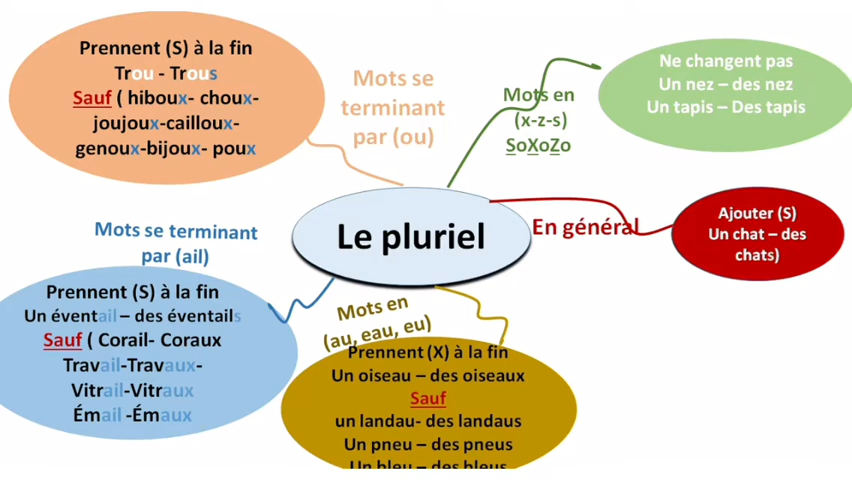 Prennent (S) à la fin
Trou - Trous
Sauf ( hiboux- choux-
joujoux-cailloux-
genoux-bijoux- poux
Mots se
terminant
par (ou)
Mots en
(x-z-s)
SoXoZo
Ne changent pas
Un nez – des nez
Un tapis – Des tapis
Le pluriel
En général
Ajouter (S)
Un chat – des
chats)
Mots se terminant
par (ail)
Prennent (S) à la fin
Un éventail – des éventails
Sauf ( Corail- Coraux
Travail-Travaux-
Vitrail-Vitraux
Émail -Émaux
Mots en
(au, eau, eu)
Prennent (X) à la fin
Un oiseau – des oiseaux
Sauf
un landau- des landaus
Un pneu – des pneus
Un bleu – des bleus